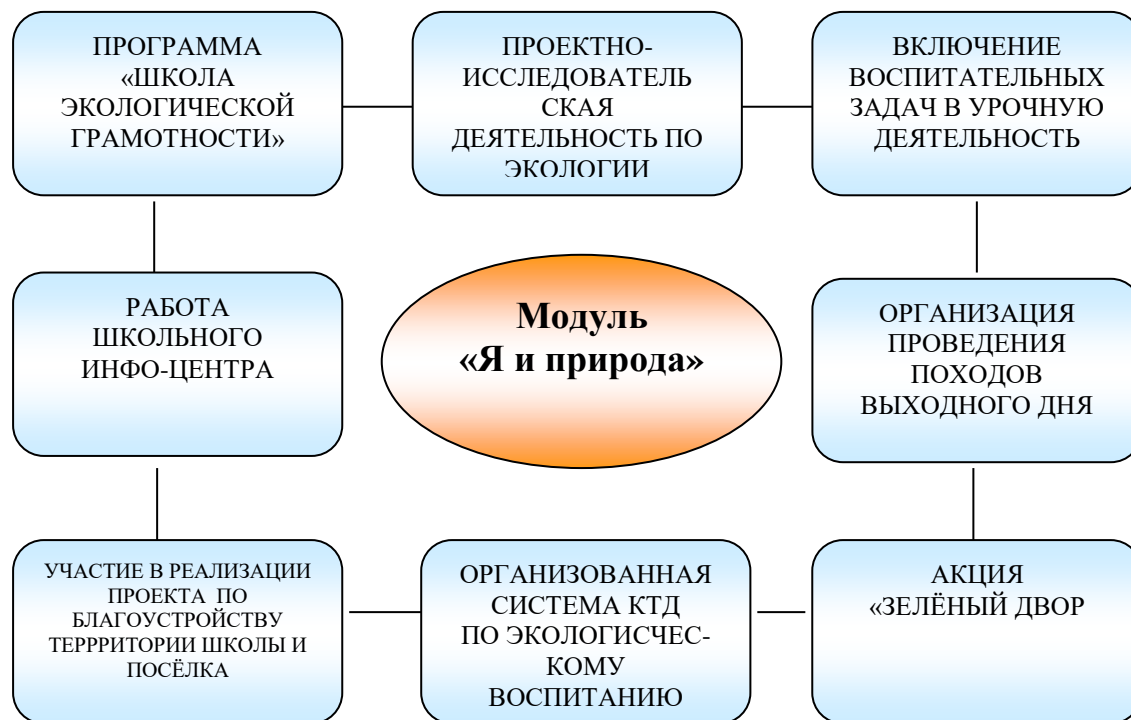 ПРОГРАММА
«ШКОЛА
ЭКОЛОГИЧЕСКОЙ
ГРАМОТНОСТИ»
ПРОЕКТНО-
ИССЛЕДОВАТЕЛЬ
СКАЯ
ДЕЯТЕЛЬНОСТЬ ПО
ЭКОЛОГИИ
ВКЛЮЧЕНИЕ
ВОСПИТАТЕЛЬНЫХ
ЗАДАЧ В УРОЧНУЮ
ДЕЯТЕЛЬНОСТЬ
РАБОТА
ШКОЛЬНОГО
ИНФО-ЦЕНТРА
Модуль
«Я и природа»
ОРГАНИЗАЦИЯ
ПРОВЕДЕНИЯ
ПОХОДОВ
ВЫХОДНОГО ДНЯ
УЧАСТИЕ В РЕАЛИЗАЦИИ
ПРОЕКТА ПО
БЛАГОУСТРОЙСТВУ
ТЕРРРИТОРИИ ШКОЛЫ И
ПОСЁЛКА
ОРГАНИЗОВАННАЯ
СИСТЕМА КТД
ПО ЭКОЛОГИСЧЕС-
КОМУ
ВОСПИТАНИЮ
АКЦИЯ
«ЗЕЛЁНЫЙ ДВОР